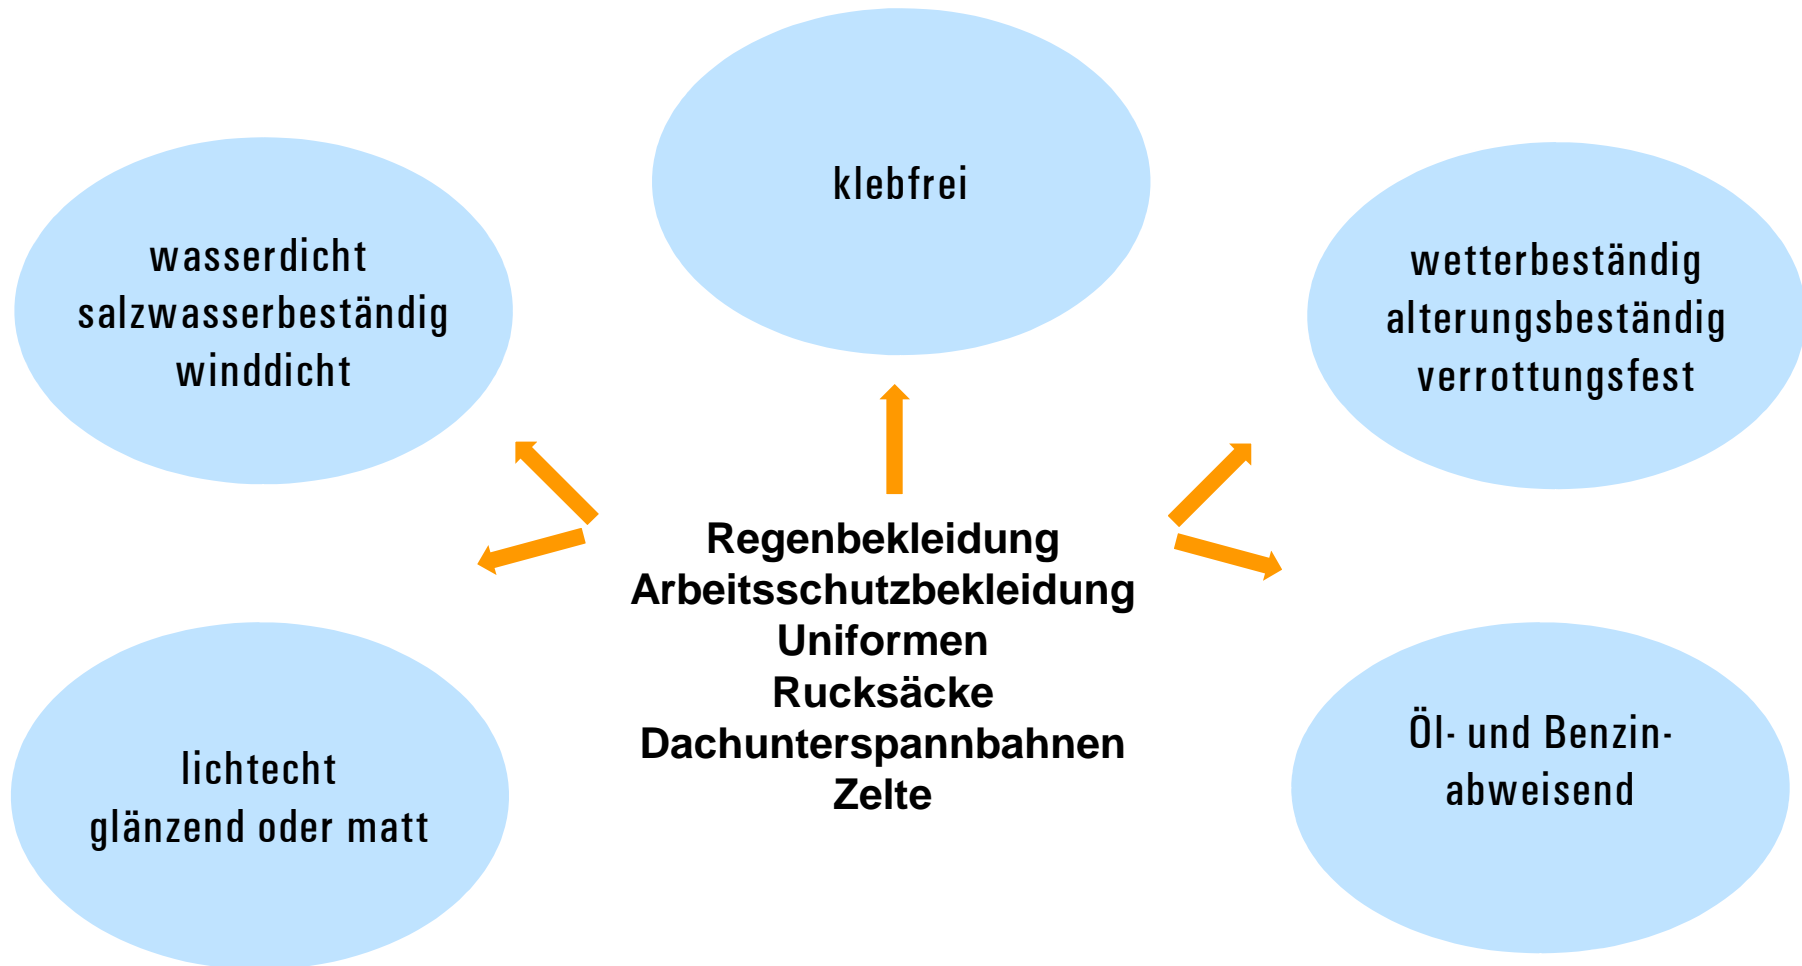 klebfrei
wasserdicht
salzwasserbeständig
winddicht
wetterbeständig
alterungsbeständig
verrottungsfest
Regenbekleidung
Arbeitsschutzbekleidung
Uniformen
Rucksäcke
Dachunterspannbahnen
Zelte
lichtecht
glänzend oder matt
Öl- und Benzin-
abweisend